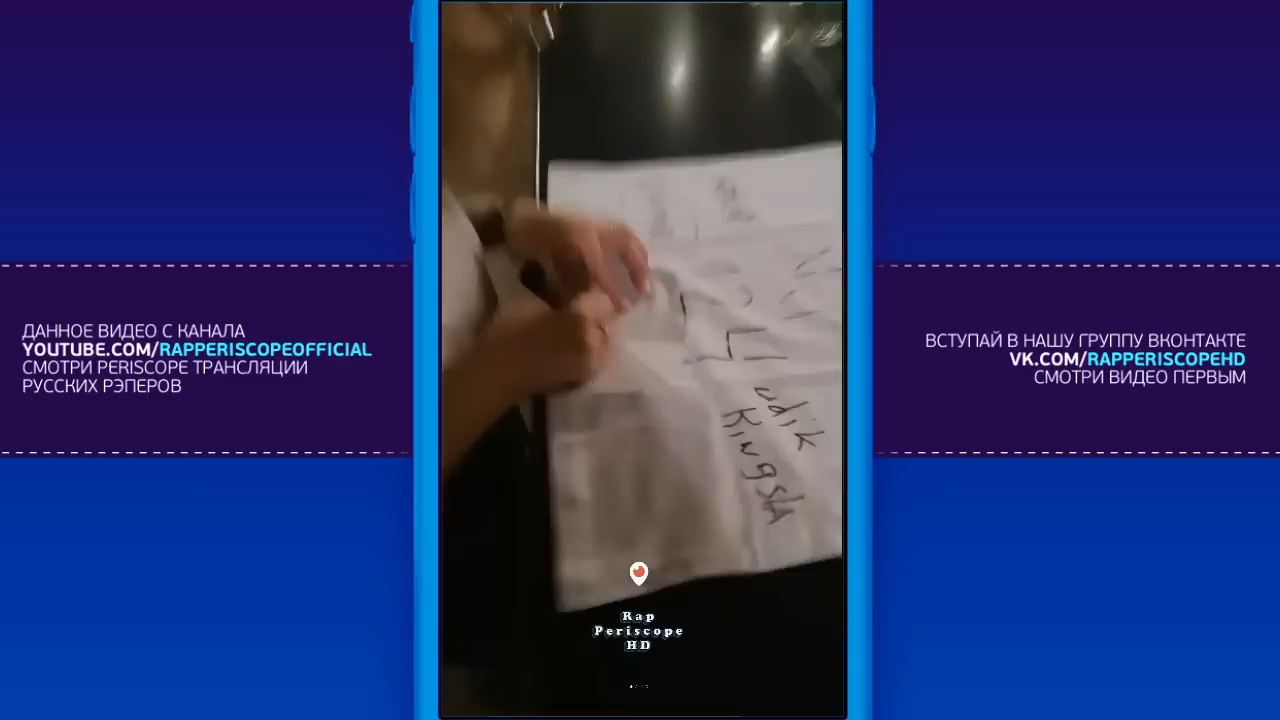 ДАННОЕ ВИДЕО С КАНАЛА
YOUTUBE.COM/RAPPERISCOPEOFFICIAL
СМОТРИ PERISCOPE ТРАНСЛЯЦИИ
РУССКИХ РЭПЕРОВ
Kingsta
Rap
Periscope
HD
ВСТУПАЙ В НАШУ ГРУППУ ВКОНТАКТЕ
VK.COM/RAPPERISCOPEHD
СМОТРИ ВИДЕО ПЕРВЫМ